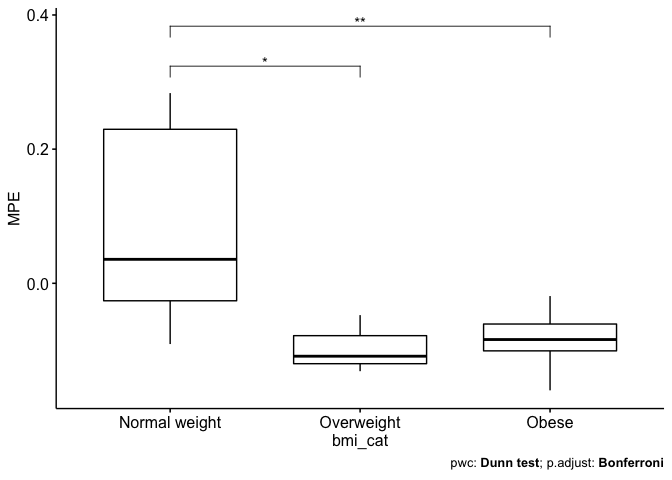 0.4
**
*
0.2
MPE
0.0
Normal weight
Overweight
Obese
bmi_cat
pwc: Dunn test; p.adjust: Bonferroni